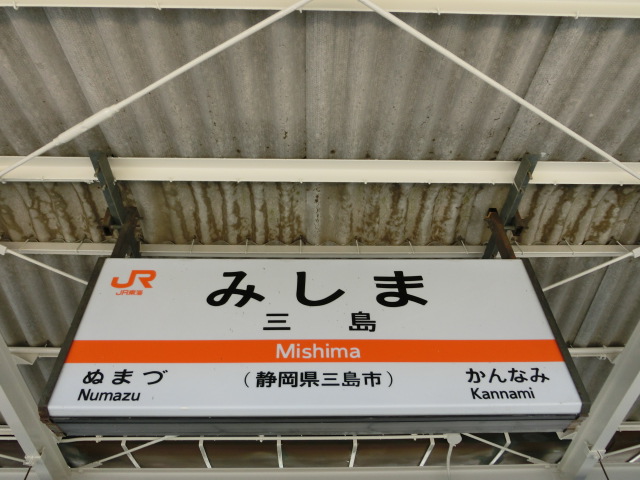 JR
JR東海
みしま
三島
Mishima
ぬまづ
Numazu
(静岡県三島市)
かんなみ
Kannami